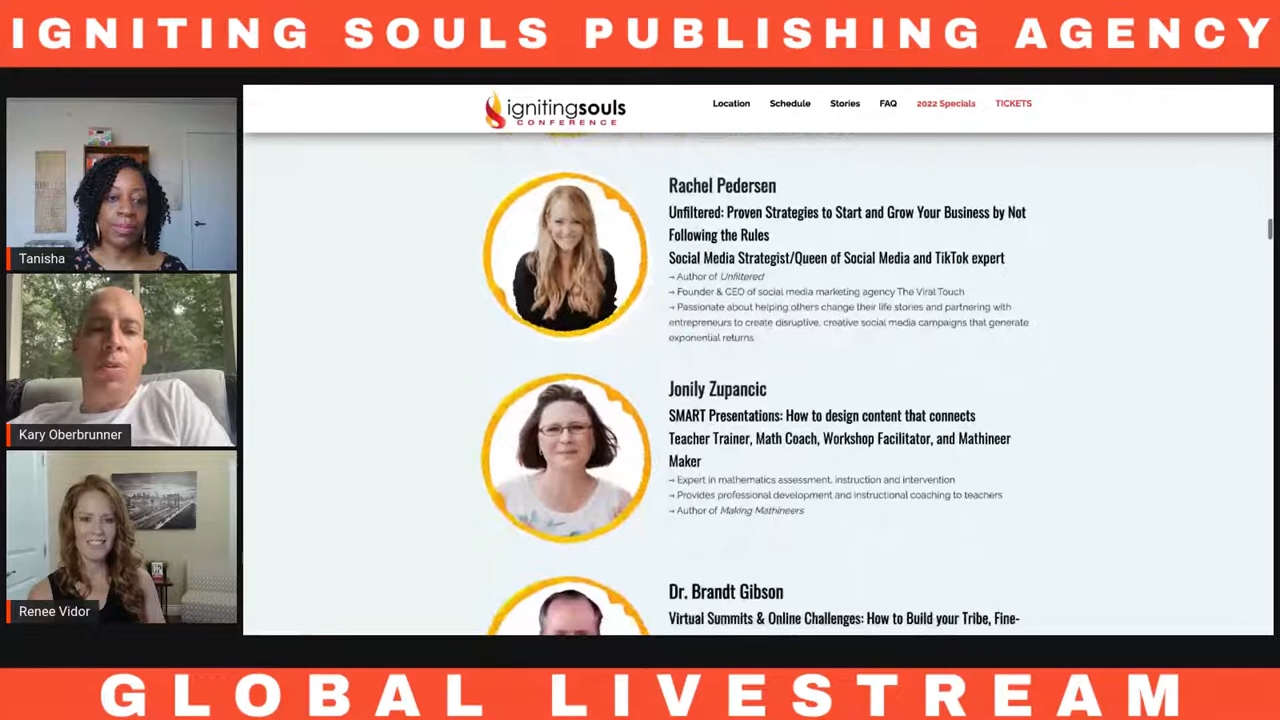 IGNITING SOULS PUBLISHING AGENCY
Tanisha
Kary Oberbrunner
Renee Vidor
ignitingsouls
CONFERENCE
Location Schedule Stories FAQ 2022 Specials TICKETS
Rachel Pedersen
Unfiltered: Proven Strategies to Start and Grow Your Business by Not
Following the Rules
Social Media Strategist/Queen of Social Media and TikTok expert
→ Author of Unfiltered
→ Founder & CEO of social media marketing agency The Viral Touch
→ Passionate about helping others change their life stories and partnering with
entrepreneurs to create disruptive, creative social media campaigns that generate
exponential returns
Jonily Zupancic
SMART Presentations: How to design content that connects
Teacher Trainer, Math Coach, Workshop Facilitator, and Mathineer
Maker
→ Expert in mathematics assessment, instruction and intervention
→ Provides professional development and instructional coaching to teachers
→ Author of Making Mathineers
Dr. Brandt Gibson
Virtual Summits & Online Challenges: How to Build your Tribe, Fine-
GLOBAL LIVESTREAM